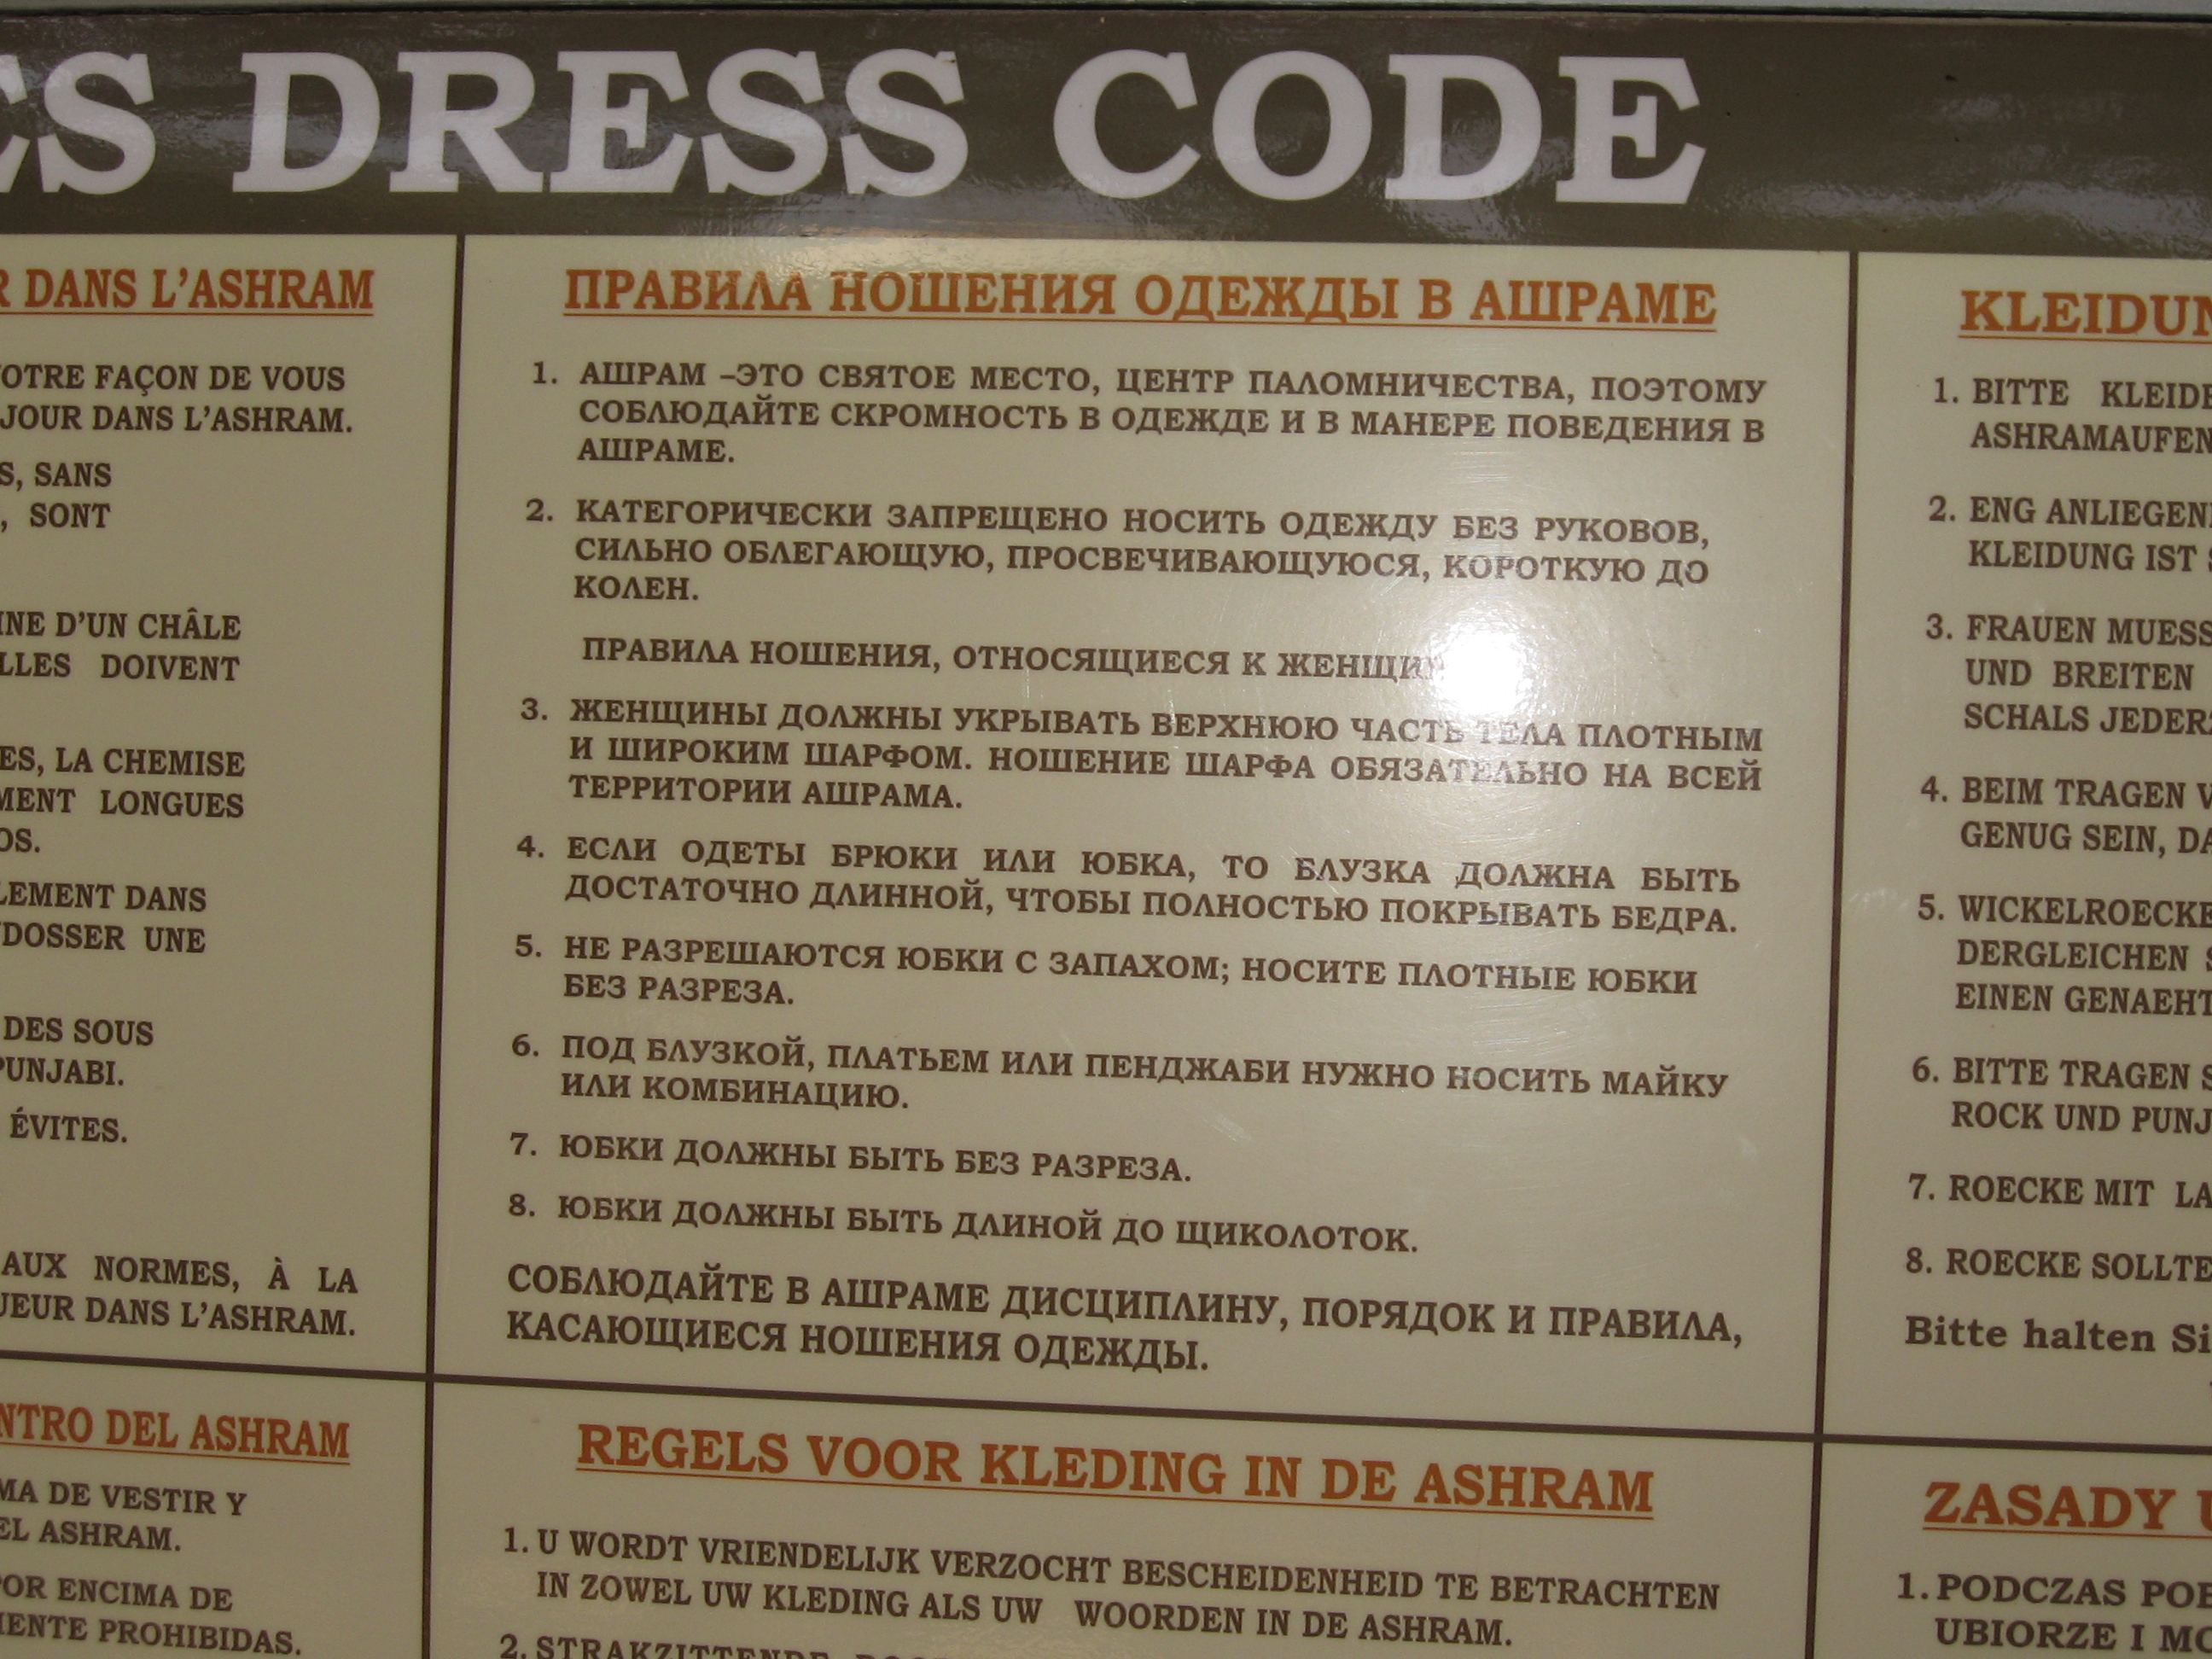 ES DRESS CODE
R DANS L'ASHRAM
VOTRE FAÇON DE VOUS
JOUR DANS L'ASHRAM.
S, SANS
, SONT
INE D'UN CHÂLE
LLES DOIVENT
ES, LA CHEMISE
MENT LONGUES
OS.
LEMENT DANS
DOSSER UNE
DES SOUS
PUNJABI.
ÉVITES.
AUX NORMES, À LA
UEUR DANS L'ASHRAM.
ПРАВИЛА НОШЕНИЯ ОДЕЖДЫ В АШРАМЕ
1. АШРАМ –ЭТО СВЯТОЕ МЕСТО, ЦЕНТР ПАЛОМНИЧЕСТВА, ПОЭТОМУ
СОБЛЮДАЙТЕ СКРОМНОСТЬ В ОДЕЖДЕ И В МАНЕРЕ ПОВЕДЕНИЯ В
АШРАМЕ.
2. КАТЕГОРИЧЕСКИ ЗАПРЕЩЕНО НОСИТЬ ОДЕЖДУ БЕЗ РУКОВОВ,
СИЛЬНО ОБЛЕГАЮЩУЮ, ПРОСВЕЧИВАЮЩУЮСЯ, КОРОТКУЮ ДО
КОЛЕН.
ПРАВИЛА НОШЕНИЯ, ОТНОСЯЩИЕСЯ К
3. ЖЕНЩИНЫ ДОЛЖНЫ УКРЫВАТЬ ВЕРХНЮЮ ЧАСТЬ ТЕЛА ПЛОТНЫМ
И ШИРОКИМ ШАРФОМ. НОШЕНИЕ ШАРФА ОБЯЗАТЕЛЬНО НА ВСЕЙ
ТЕРРИТОРИИ АШРАМА.
4. ЕСЛИ ОДЕТЫ БРЮКИ ИЛИ ЮБКА, ТО БЛУЗКА ДОЛЖНА БЫТЬ
ДОСТАТОЧНО ДЛИННОЙ, ЧТОБЫ ПОЛНОСТЬЮ ПОКРЫВАТЬ БЕДРА.
5. НЕ РАЗРЕШАЮТСЯ ЮБКИ С ЗАПАХОМ; НОСИТЕ ПЛОТНЫЕ ЮБКИ
БЕЗ РАЗРЕЗА.
6. ПОД БЛУЗКОЙ, ПЛАТЬЕМ ИЛИ ПЕНДЖАБИ НУЖНО НОСИТЬ МАЙКУ
ИЛИ КОМБИНАЦИЮ.
7. ЮБКИ ДОЛЖНЫ БЫТЬ БЕЗ РАЗРЕЗА.
8. ЮБКИ ДОЛЖНЫ БЫТЬ ДЛИНОЙ ДО ЩИКОЛОТОК.
СОБЛЮДАЙТЕ В АШРАМЕ ДИСЦИПЛИНУ, ПОРЯДОК И ПРАВИЛА,
КАСАЮЩИЕСЯ НОШЕНИЯ ОДЕЖДЫ.
KLEIDUN
1. BITTE KLEIDE
ASHRAMAUFEN
2. ENG ANLIEGEN
KLEIDUNG IST S
3. FRAUEN MUESS
UND BREITEN
SCHALS JEDER
4. BEIM TRAGEN V
GENUG SEIN, DA
5. WICKELROECKE
DERGLEICHEN S
EINEN GENAEHT
6. BITTE TRAGEN S
ROCK UND PUNJ
7. ROECKE MIT LA
8. ROECKE SOLLTE
Bitte halten Si
NTRO DEL ASHRAM
MA DE VESTIR Y
EL ASHRAM.
POR ENCIMA DE
MENTE PROHIBIDAS.
REGELS VOOR KLEDING IN DE ASHRAM
1. U WORDT VRIENDELIJK VERZOCHT BESCHEIDENHEID TE BETRACHTEN
IN ZOWEL UW KLEDING ALS UW WOORDEN IN DE ASHRAM.
2. STRAKZITTENDE
ZASADY U
1. PODCZAS POB
UBIORZE I MO